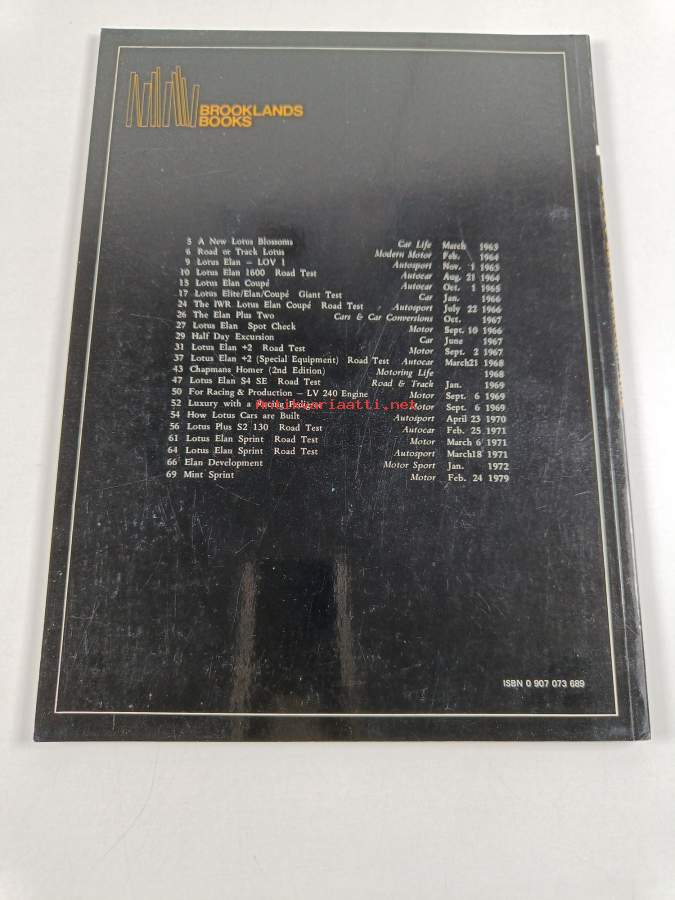 BROOKLANDS
BOOKS
5 A New Lotus Blossoms Car Life March 1963
6 Road or Track Lotus Modern Motor Feb. 1964
9 Lotus Elan – LOV 1 Autosport Nov. 1 1963
10 Lotus Elan 1600 Road Test Autocar Aug. 21 1964
15 Lotus Elan Coupé Autocar Oct. 1 1965
17 Lotus Elite/Elan/Coupé Giant Test Car Jan. 1966
24 The IWR Lotus Elan Coupé Road Test Autosport July 22 1966
26 The Elan Plus Two Cars & Car Conversions Oct. 1967
27 Lotus Elan Spot Check Motor Sept. 10 1966
29 Half Day Excursion Car June 1967
31 Lotus Elan +2 Road Test Motor Sept. 2 1967
37 Lotus Elan +2 (Special Equipment) Road Test Autocar March21 1968
43 Chapmans Homer (2nd Edition) Motoring Life 1968
47 Lotus Elan S4 SE Road Test Road & Track Jan. 1969
50 For Racing & Production – LV 240 Engine Motor Sept. 6 1969
52 Luxury with a Racing Motor Sept. 6 1969
Antikvariaatti.net
54 How Lotus Cars are Built Autosport April 23 1970
56 Lotus Plus S2 130 Road Test Autocar Feb. 25 1971
61 Lotus Elan Sprint Road Test Motor March 6 1971
64 Lotus Elan Sprint Road Test Autosport March18 1971
66 Elan Development Motor Sport Jan. 1972
69 Mint Sprint Motor Feb. 24 1979
ISBN 0 907 073 689